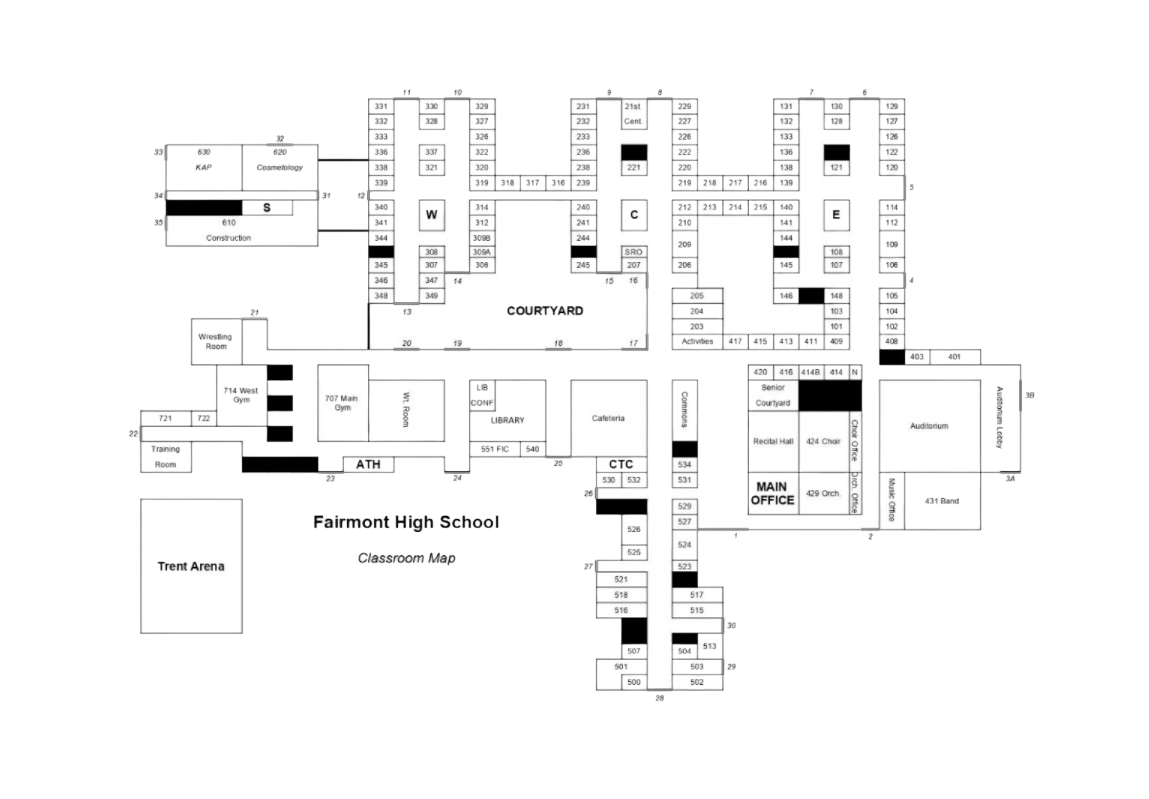 11 10 9 8 7 6
331 330 329 231 21st 229 131 130 129
332 328 327 232 Cent. 227 132 128 127
32
333 326 233 226 133 126
33 630 620 336 337 322 236 222 136 122
KAP Cosmetology 338 321 320 238 221 220 138 121 120
339 319 318 317 316 239 219 218 217 216 139 5
34 31 12
S 340 W 314 240 C 212 213 214 215 140 E 114
35 610 341 312 241 210 141 112
Construction 344 309B 244 209 144 109
308 309A SRO 108
345 307 306 245 207 206 145 107 106
346 347 14 15 16 4
348 349 205 146 148 105
13 COURTYARD 204 103 104
21 203 101 102
Wrestling
Room
20 19 18 17 Activities 417 415 413 411 409 408
403 401
714 West
Gym
707 Main
Gym
Wt. Room
LIB
CONF
LIBRARY
Cafeteria
Commons
420 416 414B 414 N
Senior
Courtyard
Auditorium
Auditorium Lobby
3B
721 722
22
Training
Room
551 FIC 540
Recital Hall 424 Choir Choir Office
23 ATH 24 25 CTC 534
3A
530 532 531
MAIN
OFFICE
429 Orch. Orch. Office Music Office 431 Band
26
529
Fairmont High School
526 527
1 2
Classroom Map
525 524
Trent Arena
27 523
521
518 517
516 515
30
507 504 513
501 503 29
500 502
28